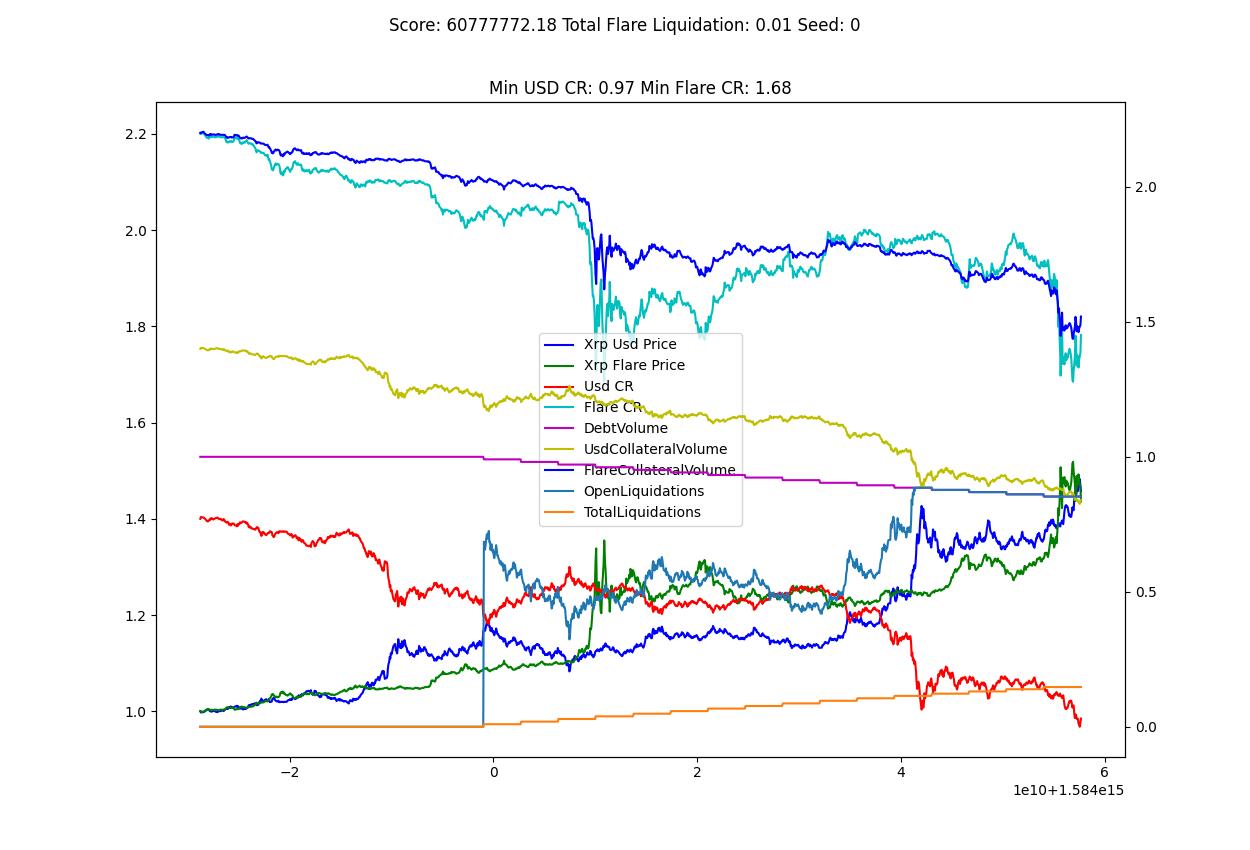 Score: 60777772.18 Total Flare Liquidation: 0.01 Seed: 0
Min USD CR: 0.97 Min Flare CR: 1.68
2.2
2.0
1.8
1.6
1.4
1.2
1.0
Xrp Usd Price
Xrp Flare Price
Usd CR
Flare CR
DebtVolume
UsdCollateralVolume
FlareCollateralVolume
OpenLiquidations
TotalLiquidations
2.0
1.5
1.0
0.5
0.0
−2 0 2 4 6
1e10+1.584e15